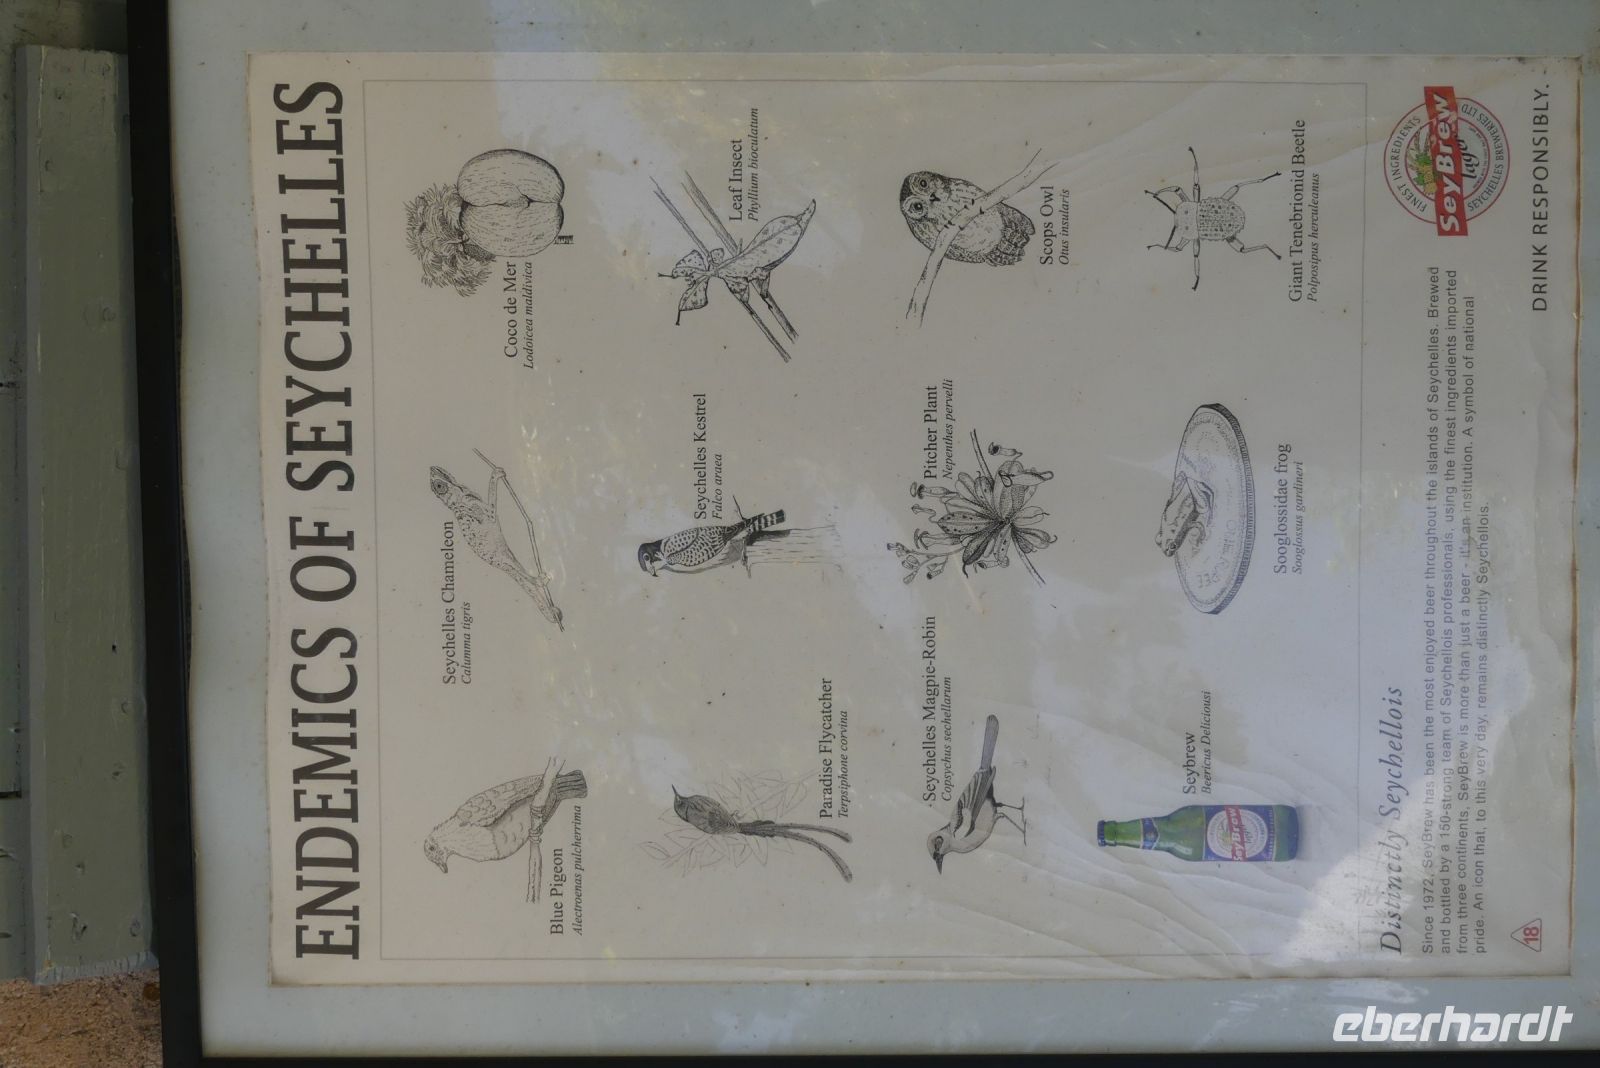 ENDEMICS OF SEYCHELLES
Blue Pigeon
Alectroenas pulcherrima
Seychelles Chameleon
Calumma tigris
Coco de Mer
Lodoicea maldivica
Paradise Flycatcher
Terpsiphone corvina
Seychelles Kestrel
Falco araea
Leaf Insect
Phyllium bioculatum
Seychelles Magpie-Robin
Copsychus sechellarum
Pitcher Plant
Nepenthes pervelli
Scops Owl
Otus insularis
Seybrew
Beericus Deliciousi
SeyBrew
Sooglossidae frog
Sooglossus gardineri
RUPEE
Giant Tenebrionid Beetle
Polposipus herculeanus
Distinctly Seychellois
Since 1972, SeyBrew has been the most enjoyed beer throughout the islands of Seychelles. Brewed
and bottled by a 150-strong team of Seychellois professionals, using the finest ingredients imported
from three continents, SeyBrew is more than just a beer - it's an institution. A symbol of national
pride. An icon that, to this very day, remains distinctly Seychellois.
FINEST INGREDIENTS
SeyBrew
lager
SEYCHELLES BREWERIES LTD
18
DRINK RESPONSIBLY.
eberhardt